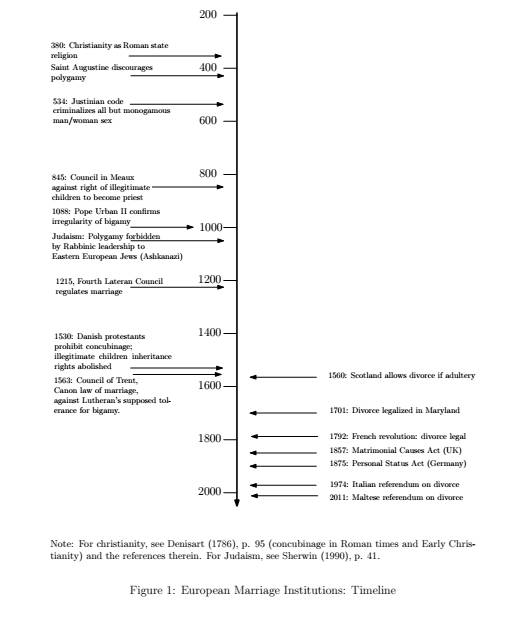 200
380: Christianity as Roman state
religion
Saint Augustine discourages
polygamy
400
534: Justinian code
criminalizes all but monogamous
man/woman sex
600
800
845: Council in Meaux
against right of illegitimate
children to become priest
1088: Pope Urban II confirms
irregularity of bigamy
1000
Judaism: Polygamy forbidden
by Rabbinic leadership to
Eastern European Jews (Ashkanazi)
1200
1215, Fourth Lateran Council
regulates marriage
1400
1530: Danish protestants
prohibit concubinage;
illegitimate children inheritance
rights abolished
1563: Council of Trent,
Canon law of marriage,
against Lutheran's supposed tol-
erance for bigamy.
1600
1800
2000
1560: Scotland allows divorce if adultery
1701: Divorce legalized in Maryland
1792: French revolution: divorce legal
1857: Matrimonial Causes Act (UK)
1875: Personal Status Act (Germany)
1974: Italian referendum on divorce
2011: Maltese referendum on divorce
Note: For christianity, see Denisart (1786), p. 95 (concubinage in Roman times and Early Chris-
tianity) and the references therein. For Judaism, see Sherwin (1990), p. 41.
Figure 1: European Marriage Institutions: Timeline